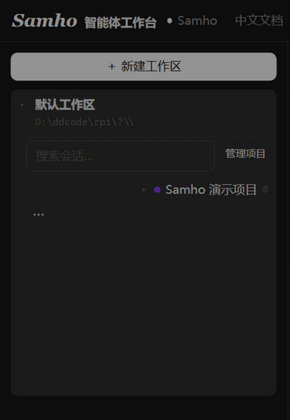 Samho 智能体工作台 • Samho 中文文档
+ 新建工作区
默认工作区
D:\ddcode\rpi\?\\
搜索会话... 管理项目
Samho 演示项目 0
...